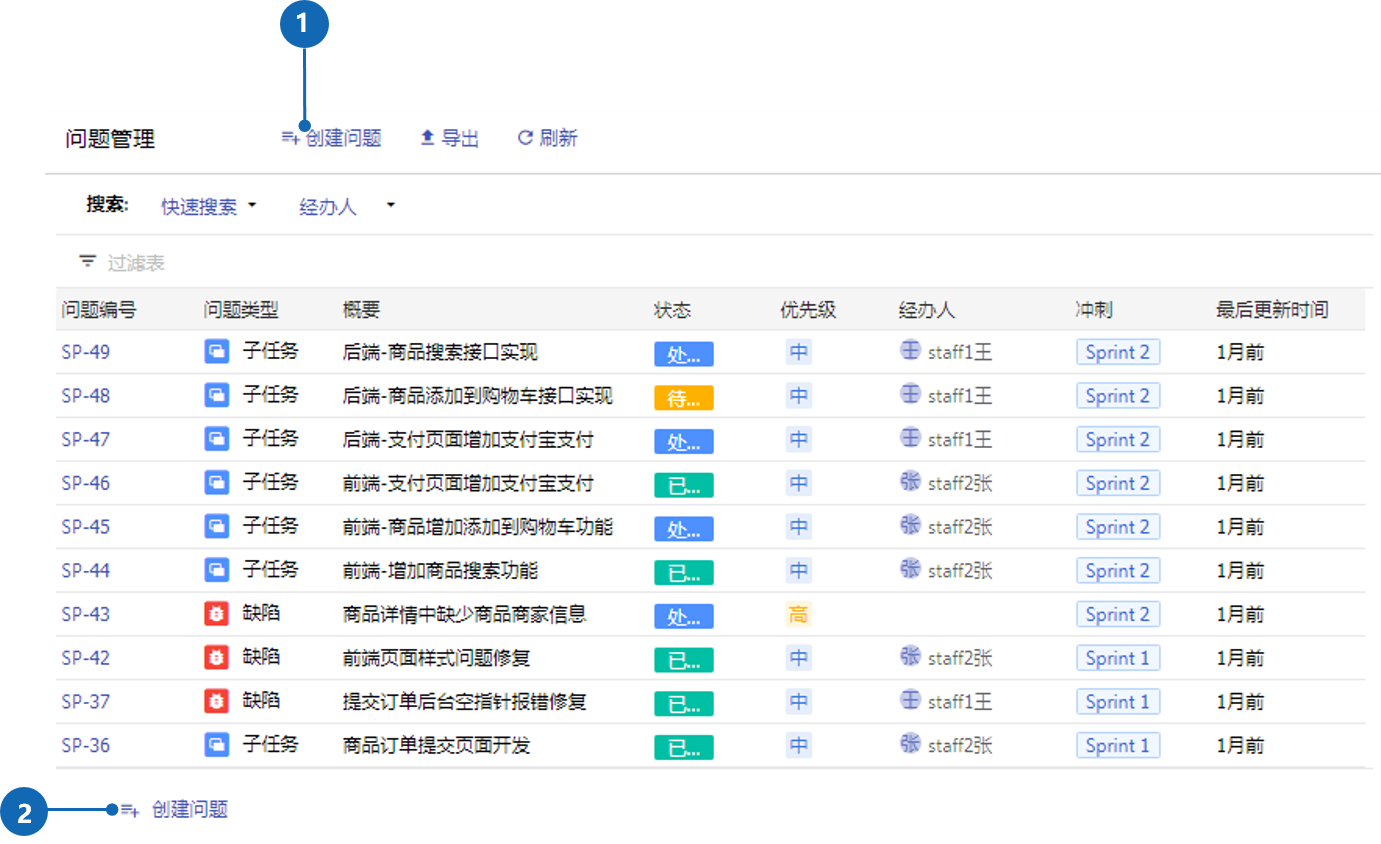 1
问题管理 创建问题 导出 刷新
搜索: 快速搜索 经办人
过滤表
问题编号 问题类型 概要 状态 优先级 经办人 冲刺 最后更新时间
SP-49 子任务 后端-商品搜索接口实现 处... 中 王 staff1王 Sprint 2 1月前
SP-48 子任务 后端-商品添加到购物车接口实现 待... 中 王 staff1王 Sprint 2 1月前
SP-47 子任务 后端-支付页面增加支付宝支付 处... 中 王 staff1王 Sprint 2 1月前
SP-46 子任务 前端-支付页面增加支付宝支付 已... 中 张 staff2张 Sprint 2 1月前
SP-45 子任务 前端-商品增加添加到购物车功能 处... 中 张 staff2张 Sprint 2 1月前
SP-44 子任务 前端-增加商品搜索功能 已... 中 张 staff2张 Sprint 2 1月前
SP-43 缺陷 商品详情中缺少商品商家信息 处... 高 Sprint 2 1月前
SP-42 缺陷 前端页面样式问题修复 已... 中 张 staff2张 Sprint 1 1月前
SP-37 缺陷 提交订单后台空指针报错修复 已... 中 王 staff1王 Sprint 1 1月前
SP-36 子任务 商品订单提交页面开发 已... 中 张 staff2张 Sprint 1 1月前
2 创建问题